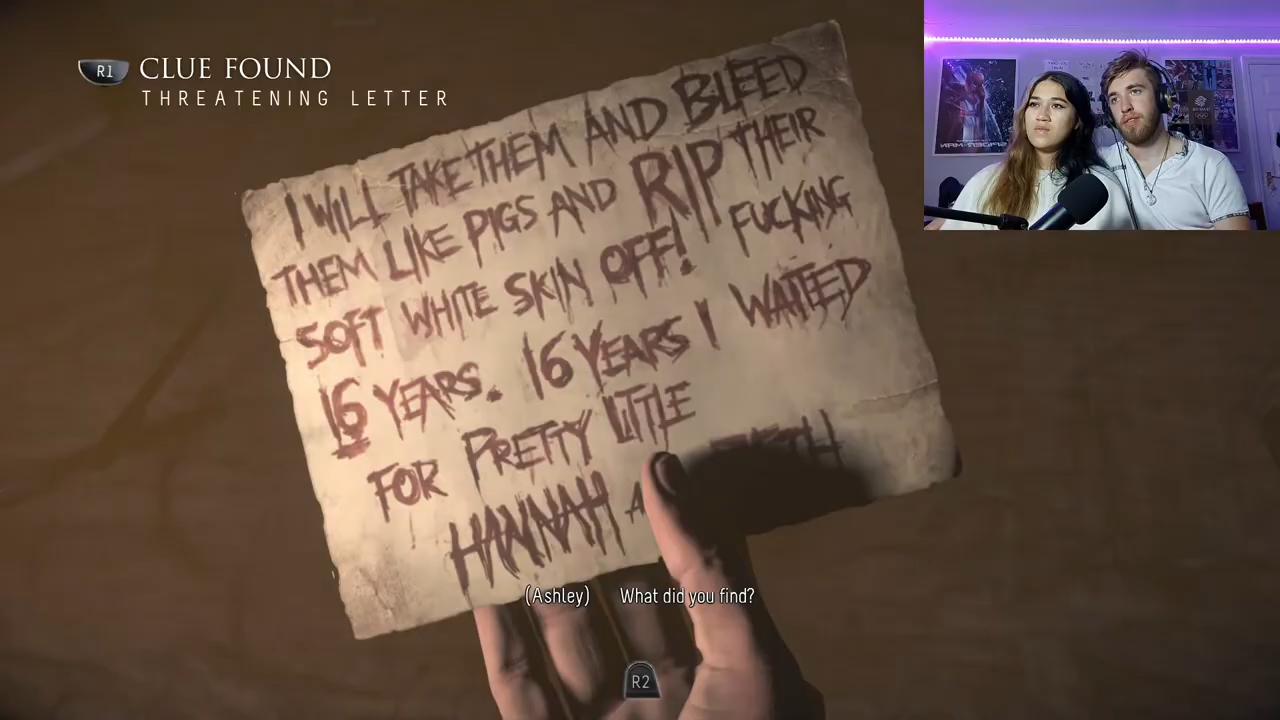 R1 CLUE FOUND
THREATENING LETTER
I WILL TAKE THEM AND BLEED
THEM LIKE PIGS AND RIP THEIR
SOFT WHITE SKIN OFF! FUCKING
16 YEARS. 16 YEARS I WAITED
FOR PRETTY LITTLE
HANNAH
(Ashley) What did you find?
R2